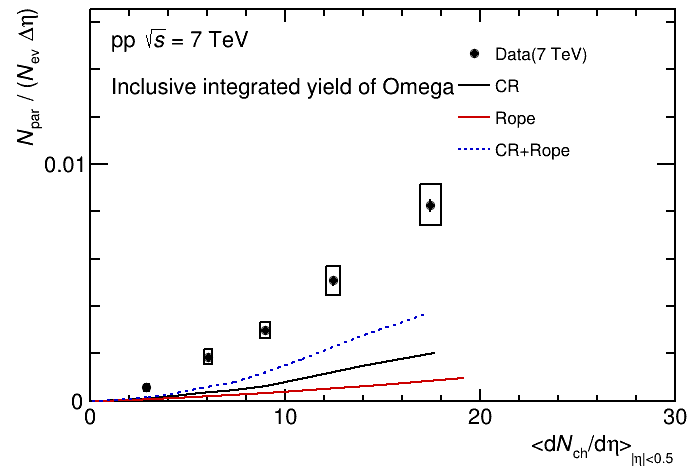 N_par / (N_ev Δη)
pp √s = 7 TeV
Inclusive integrated yield of Omega
Data(7 TeV)
CR
Rope
CR+Rope
0.01
0
0 10 20 30
<dN_ch/dη>_|η|<0.5